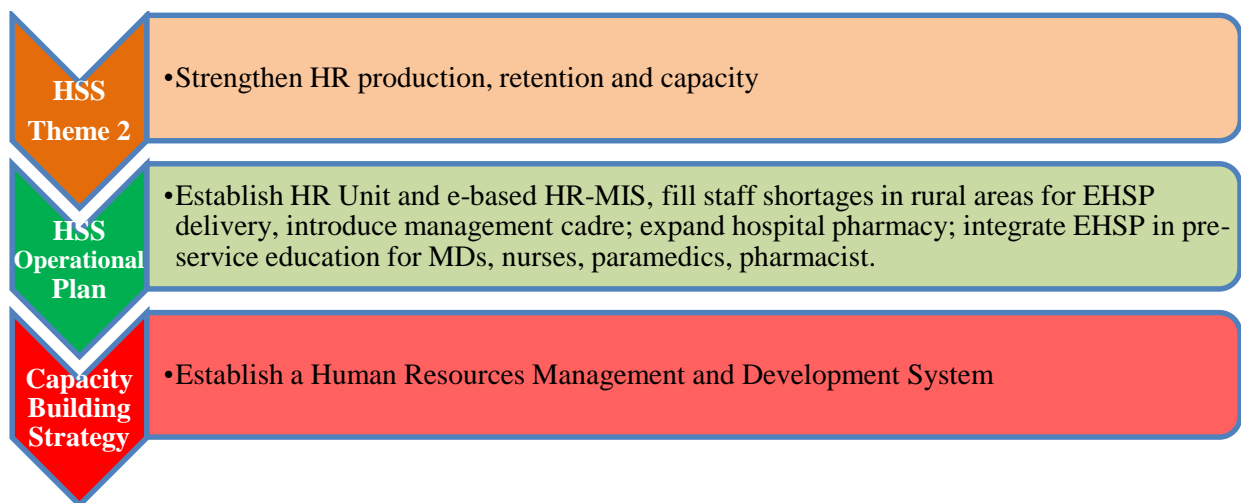 HSS
Theme 2
•Strengthen HR production, retention and capacity
HSS
Operational
Plan
•Establish HR Unit and e-based HR-MIS, fill staff shortages in rural areas for EHSP
delivery, introduce management cadre; expand hospital pharmacy; integrate EHSP in pre-
service education for MDs, nurses, paramedics, pharmacist.
Capacity
Building
Strategy
•Establish a Human Resources Management and Development System